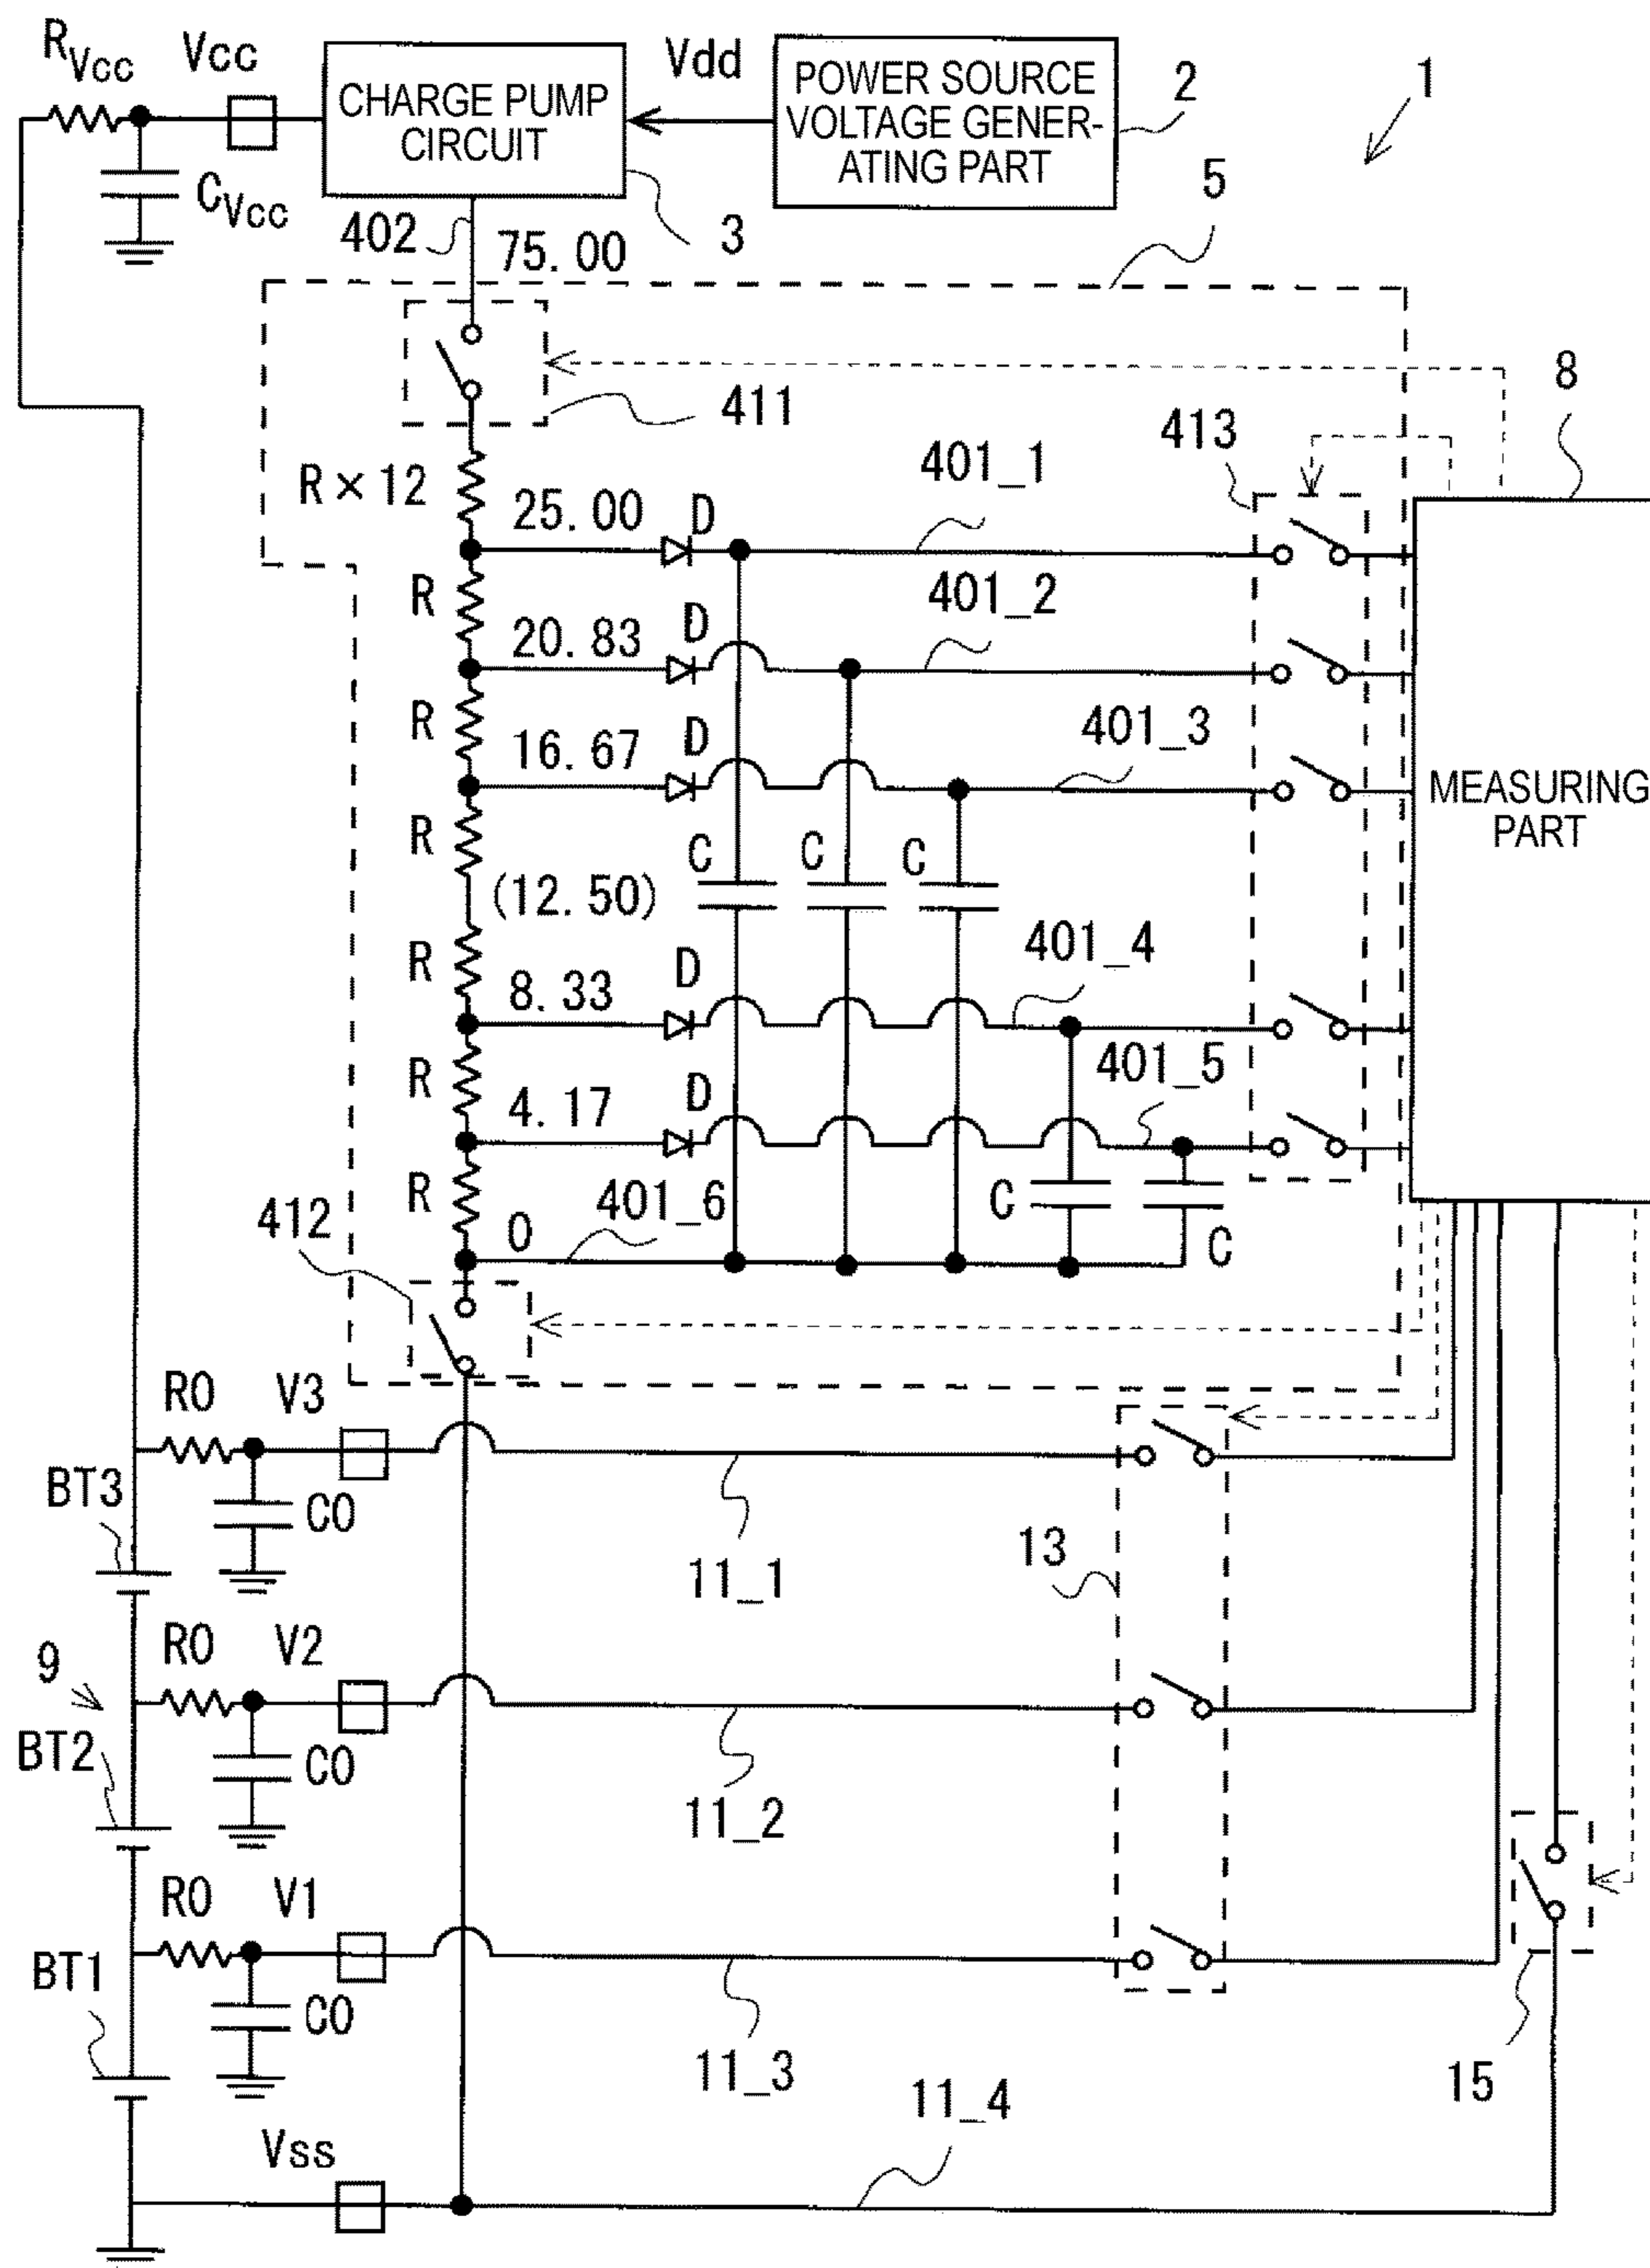 R_Vcc Vcc
CHARGE PUMP
CIRCUIT
Vdd
POWER SOURCE
VOLTAGE GENER-
ATING PART
2
1
C_Vcc
402
3
5
75.00
411
8
413
R×12
25.00
D
401_1
R
20.83
D
401_2
R
16.67
D
401_3
MEASURING
PART
R
C
C
C
(12.50)
R
8.33
D
401_4
R
4.17
D
401_5
R
C
C
412
0
401_6
R0
V3
BT3
C0
11_1
13
R0
V2
9
BT2
C0
11_2
R0
V1
BT1
C0
11_3
15
Vss
11_4